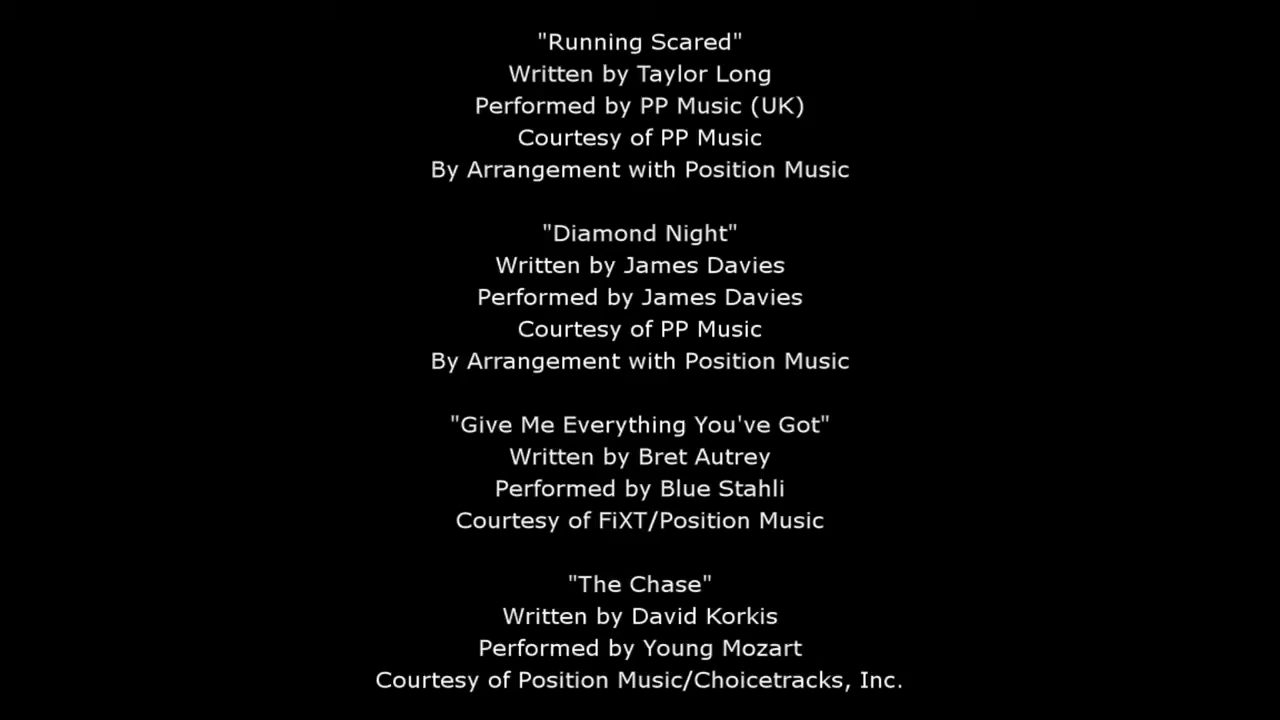 "Running Scared"
Written by Taylor Long
Performed by PP Music (UK)
Courtesy of PP Music
By Arrangement with Position Music
"Diamond Night"
Written by James Davies
Performed by James Davies
Courtesy of PP Music
By Arrangement with Position Music
"Give Me Everything You've Got"
Written by Bret Autrey
Performed by Blue Stahli
Courtesy of FiXT/Position Music
"The Chase"
Written by David Korkis
Performed by Young Mozart
Courtesy of Position Music/Choicetracks, Inc.